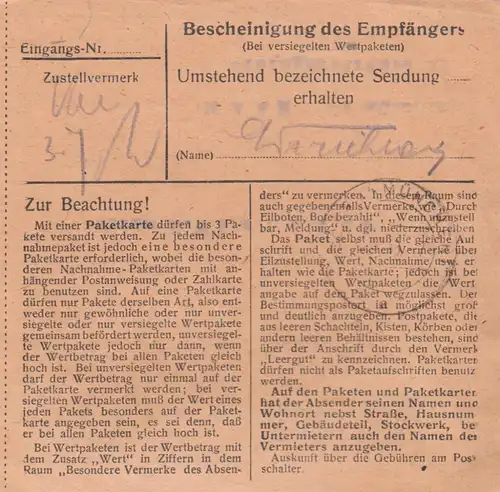 Bescheinigung des Empfängers
(Bei versiegelten Wertpaketen)
Eingangs-Nr.
Zustellvermerk
Umstehend bezeichnete Sendung
erhalten
(Name)
Zur Beachtung!
Mit einer Paketkarte dürfen bis 3 Pa-
kete versandt werden. Zu jedem Nach-
nahmepaket ist jedoch eine besondere
Paketkarte erforderlich, wobei die beson-
deren Nachnahme-Paketkarten mit an-
hängender Postanweisung oder Zahlkarte
zu benutzen sind. Auf eine Paketkarte
dürfen nur Pakete derselben Art, also ent-
weder nur gewöhnliche oder nur unver-
siegelte oder nur versiegelte Wertpakete
gemeinsam befördert werden, unversiegel-
te Wertpakete jedoch nur dann, wenn
der Wertbetrag bei allen Paketen gleich
hoch ist. Bei unversiegelten Wertpaketen
darf der Wertbetrag nur einmal auf der
Paketkarte vermerkt werden; bei ver-
siegelten Wertpaketen muß der Wert eines
jeden Pakets besonders auf der Paket-
karte angegeben sein, es sei denn, daß
er bei allen Paketen gleich hoch ist.
Bei Wertpaketen ist der Wertbetrag mit
dem Zusatz „Wert" in Ziffern in dem
Raum „Besondere Vermerke des Absen-
ders" zu vermerken. In diesem Raum sind
auch gegebenenfalls Vermerke, wie „Durch
Eilboten, Bote bezahlt", „Wenn unzustell
bar, Meldung" u. dgl. niederzuschreiben
Das Paket selbst muß die gleiche Auf
schrift und die gleichen Vermerke über
Eilzustellung, Wert, Nachnahme usw. er
halten wie die Paketkarte; jedoch ist bei
unversiegelten Wertpaketen die Wert
angabe auf dem Paket wegzulassen. Der
Bestimmungspostort ist möglichst groß
und deutlich anzugeben. Postpakete, die
aus leeren Schachteln, Kisten, Körben oder
andern leeren Behältnissen bestehen, sind
über der Anschrift durch den Vermerk
„Leergut" zu kennzeichnen. Paketkarten
dürfen nicht als Paketaufschriften benutz
werden.
Auf den Paketen und Paketkarten
hat der Absender seinen Namen und
Wohnort nebst Straße, Hausnum
mer, Gebäudeteil, Stockwerk, be
Untermietern auch den Namen des
Vermieters anzugeben.
Auskunft über die Gebühren am Post
schalter.